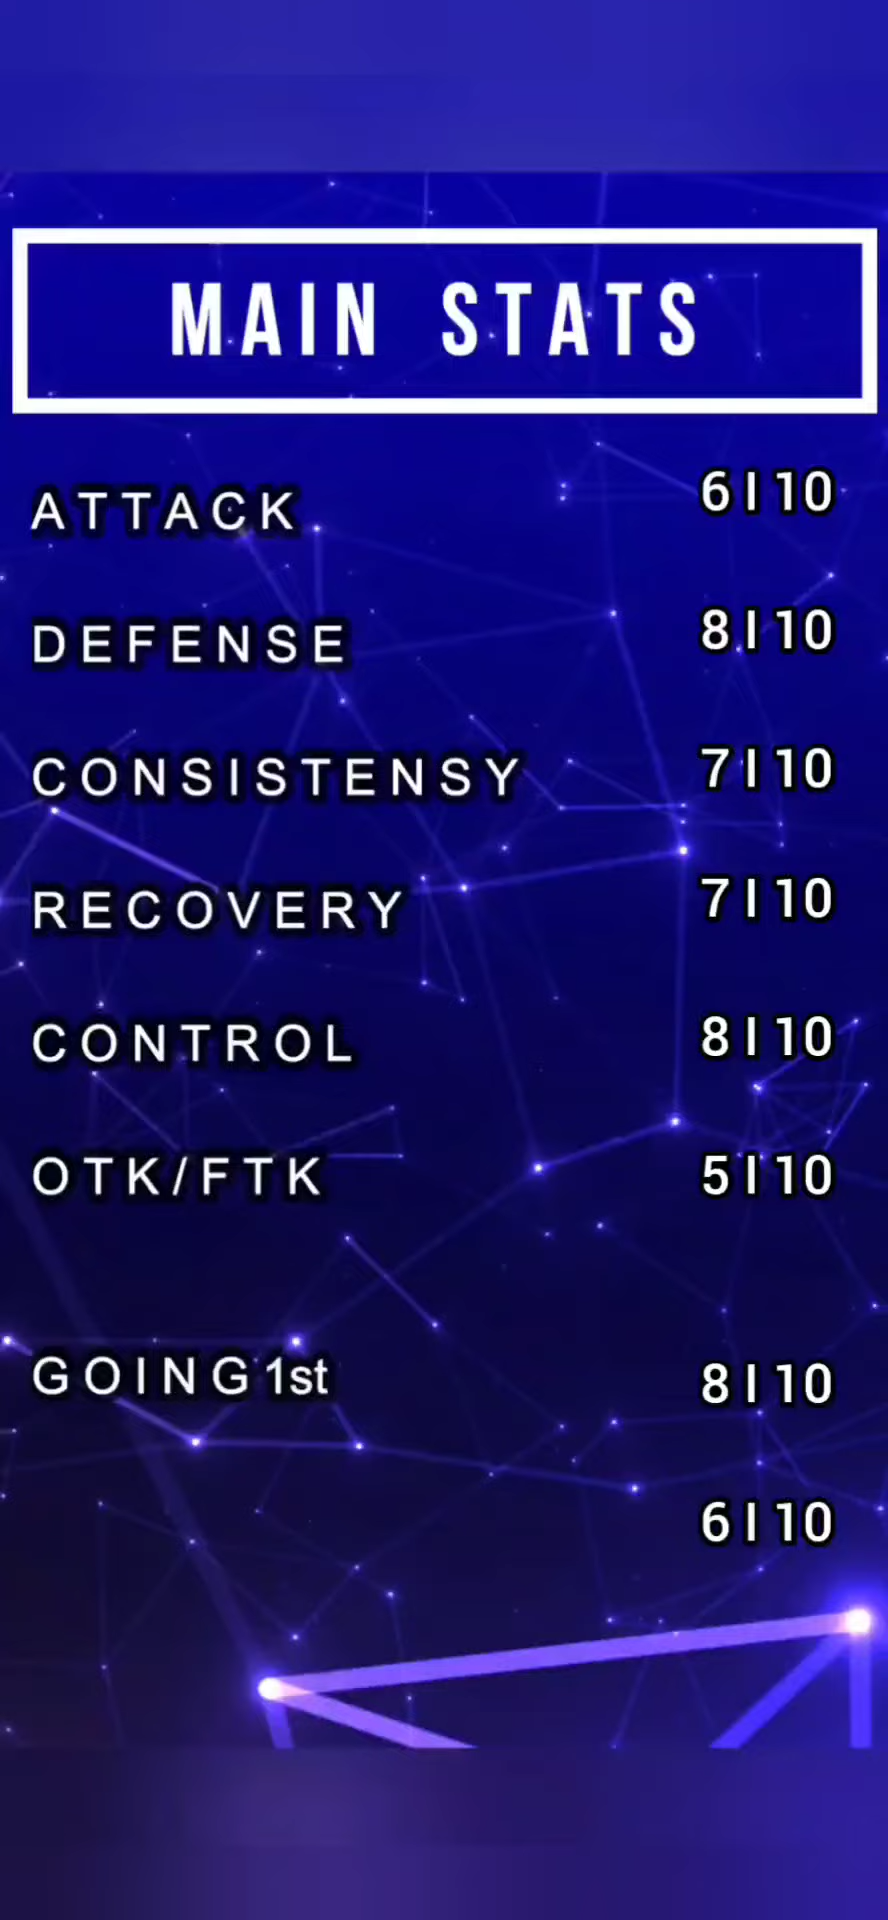 MAIN STATS
ATTACK 6|10
DEFENSE 8|10
CONSISTENSY 7|10
RECOVERY 7|10
CONTROL 8|10
OTK/FTK 5|10
GOING 1st 8|10
6|10